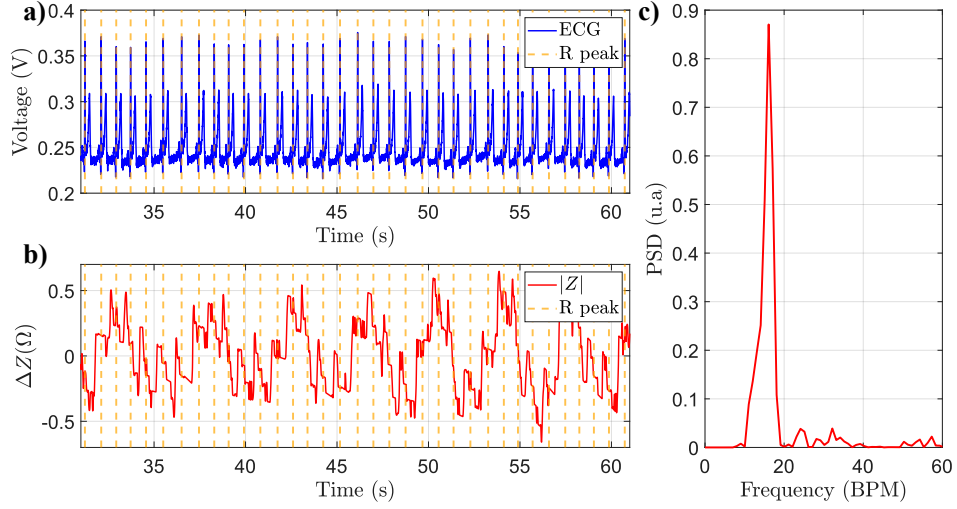 a)
0.4
0.35
0.3
0.25
0.2
Voltage (V)
ECG
R peak
35
40
45
50
55
60
Time (s)
b)
0.5
0
-0.5
ΔZ(Ω)
|Z|
R peak
35
40
45
50
55
60
Time (s)
c)
0.9
0.8
0.7
0.6
0.5
0.4
0.3
0.2
0.1
0
PSD (u.a)
0
20
40
60
Frequency (BPM)